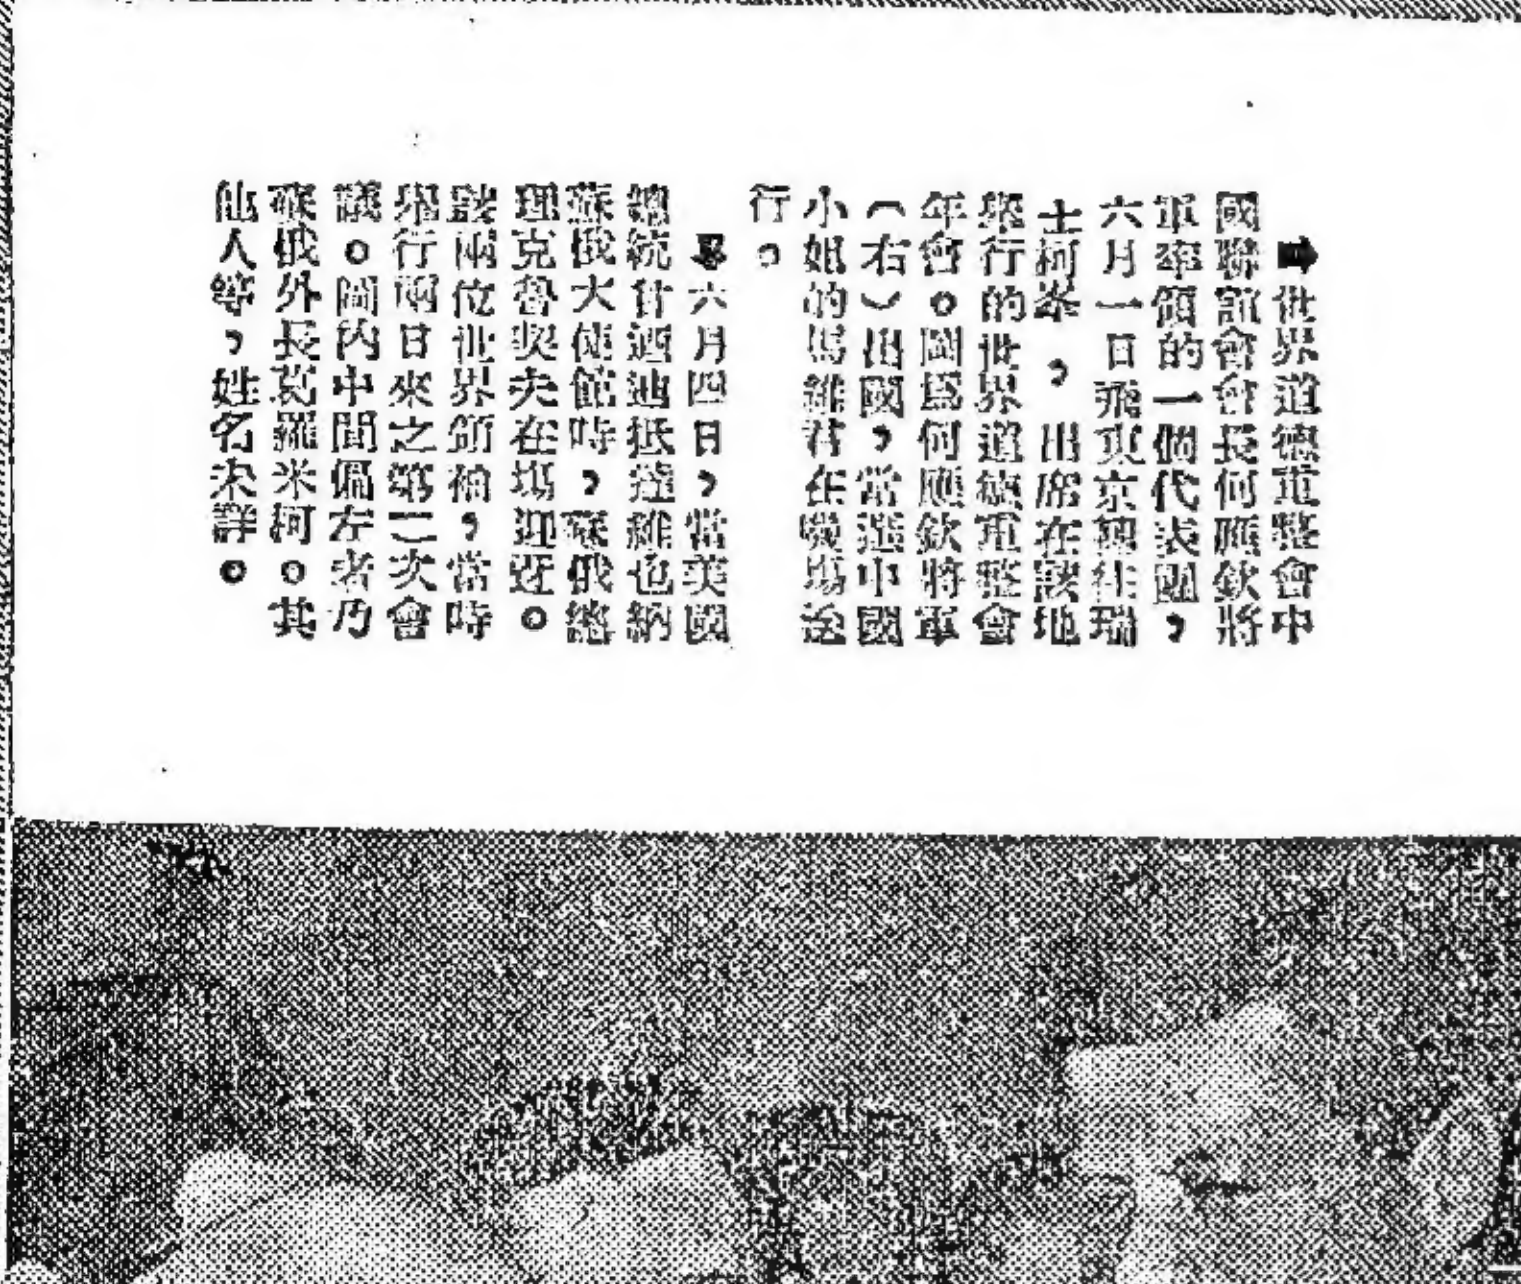 ➡世界道德重整會中
國聯誼會會長何應欽將
軍率領的一個代表團，
六月一日飛東京轉往瑞
士柯峯，出席在該地
舉行的世界道德重整會
年會。圖爲何應欽將軍
（右）出國，當選中國
小姐的馬維君在機塲送
行。
⬇六月四日，當美國
總統甘迺迪抵達維也納
蘇俄大使館時，蘇俄總
理克魯契夫在塲迎迓。
該兩位世界領袖，當時
舉行兩日來之第二次會
議。圖內中間偏左者乃
蘇俄外長葛羅米柯。其
他人等，姓名未詳。